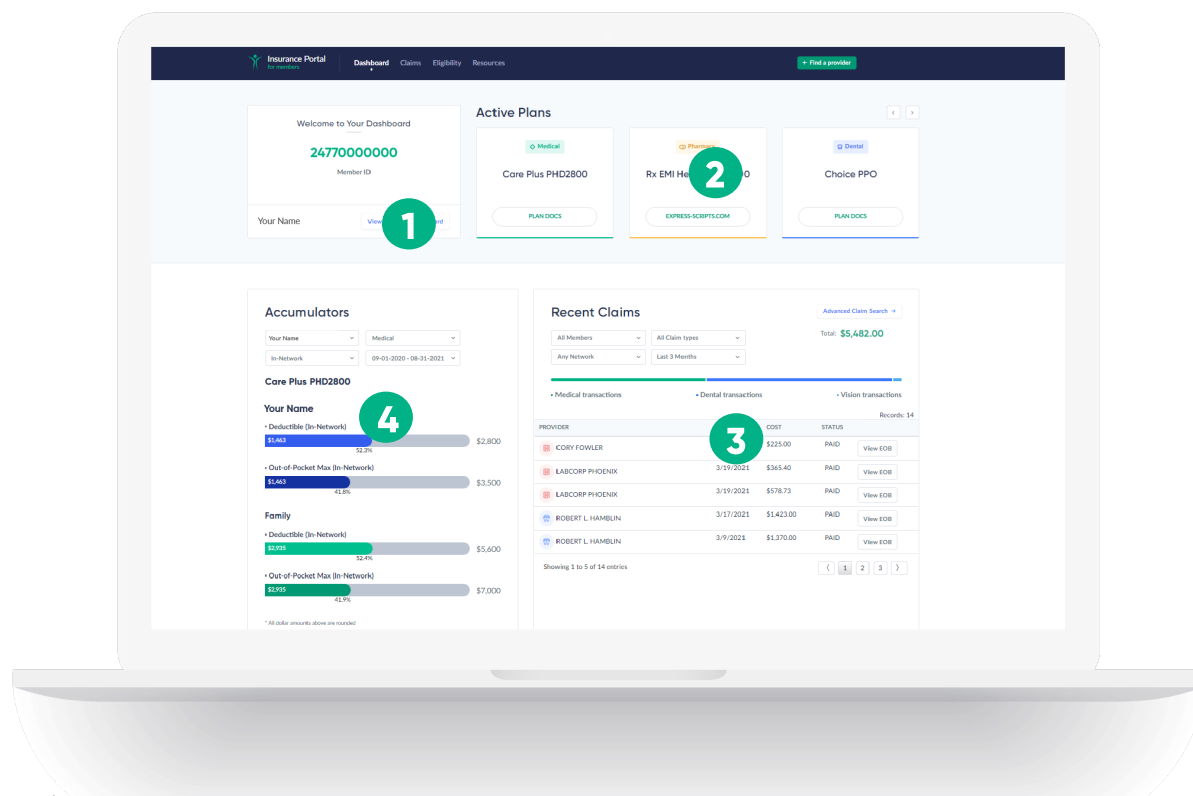 Insurance Portal
for members
Dashboard Claims Eligibility Resources
+ Find a provider
Welcome to Your Dashboard
24770000000
Member ID
Your Name
1
Active Plans
Medical
Care Plus PHD2800
PLAN DOCS
Pharmacy
Rx EMI
2
EXPRESS-SCRIPTS.COM
Dental
Choice PPO
PLAN DOCS
Accumulators
Your Name Medical
In-Network 09-01-2020 - 08-31-2021
Care Plus PHD2800
Your Name
4
• Deductible (In-Network)
$1,463 $2,800
52.3%
• Out-of-Pocket Max (In-Network)
$1,463 $3,500
41.8%
Family
• Deductible (In-Network)
$2,935 $5,600
52.4%
• Out-of-Pocket Max (In-Network)
$2,935 $7,000
41.9%
* All dollar amounts above are rounded
Recent Claims
Advanced Claim Search →
All Members All Claim types
Total: $5,482.00
Any Network Last 3 Months
• Medical transactions • Dental transactions • Vision transactions
Records: 14
PROVIDER COST STATUS
3
CORY FOWLER $225.00 PAID View EOB
LABCORP PHOENIX 3/19/2021 $365.40 PAID View EOB
LABCORP PHOENIX 3/19/2021 $578.73 PAID View EOB
ROBERT L. HAMBLIN 3/17/2021 $1,423.00 PAID View EOB
ROBERT L. HAMBLIN 3/9/2021 $1,370.00 PAID View EOB
Showing 1 to 5 of 14 entries
1 2 3